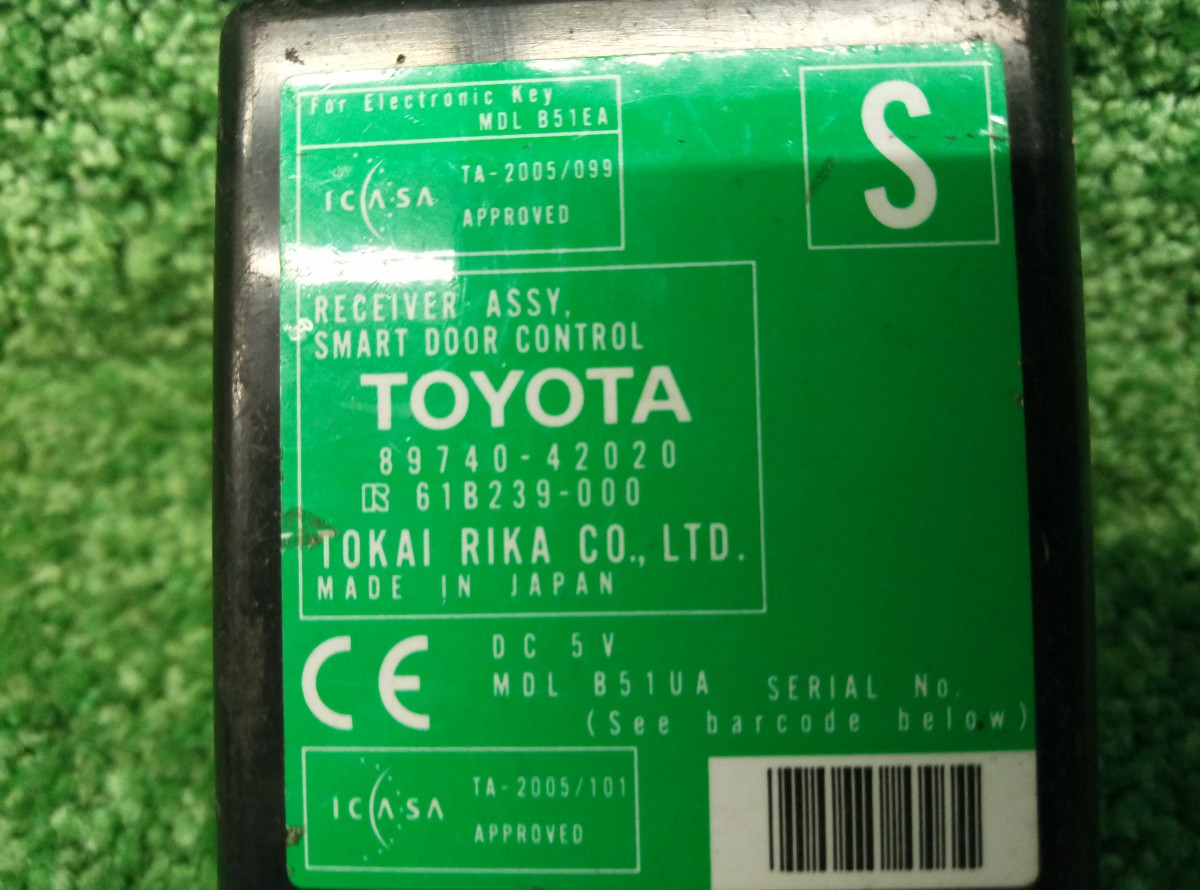 For Electronic Key
MDL B51EA
ICASA
TA-2005/099
APPROVED
S
RECEIVER ASSY,
SMART DOOR CONTROL
TOYOTA
89740-42020
R 61B239-000
TOKAI RIKA CO., LTD.
MADE IN JAPAN
CE
DC 5V
MDL B51UA
SERIAL No.
(See barcode below)
ICASA
TA-2005/101
APPROVED